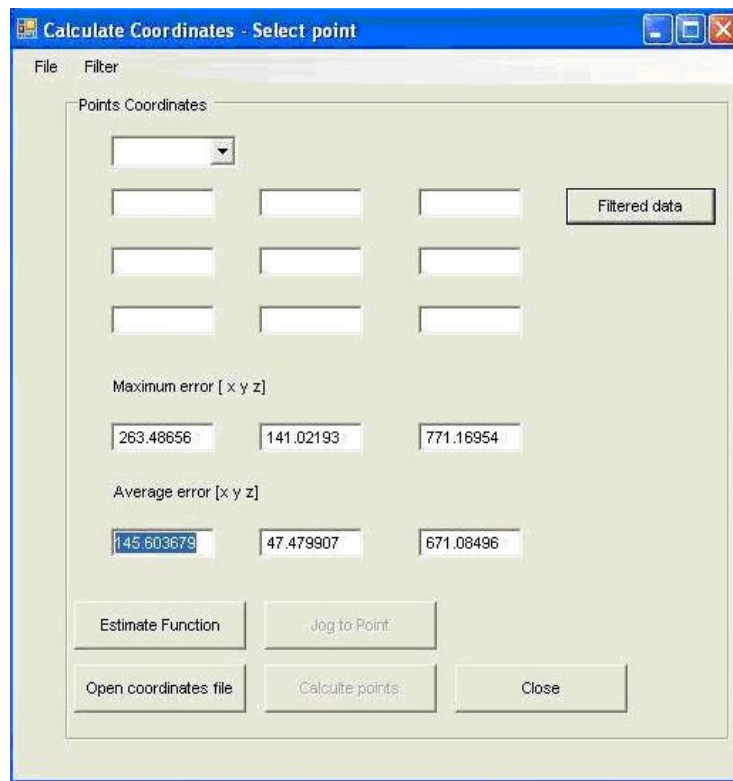 Calculate Coordinates - Select point
File Filter
Points Coordinates
Filtered data
Maximum error [ x y z]
263.48656 141.02193 771.16954
Average error [x y z]
145.603679 47.479907 671.08496
Estimate Function Jog to Point
Open coordinates file Calculte points Close